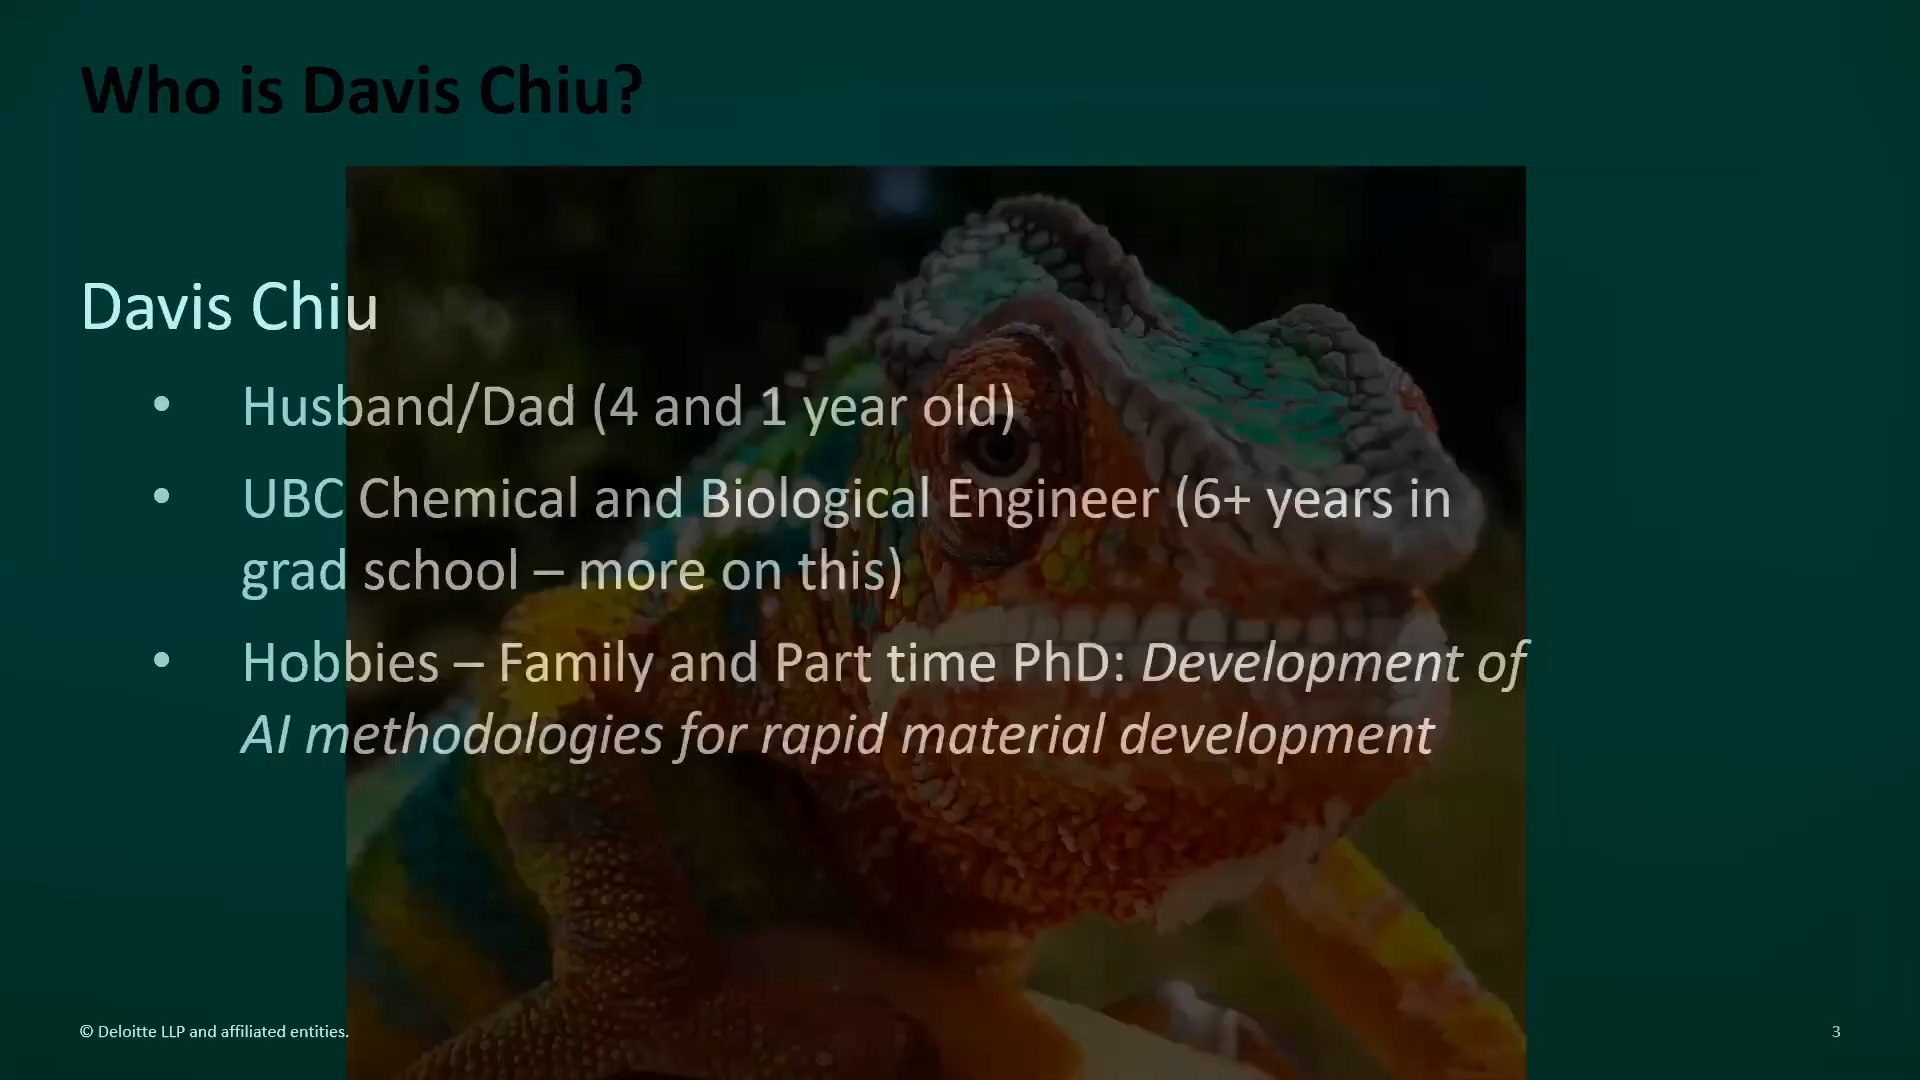 Who is Davis Chiu?
Davis Chiu
• Husband/Dad (4 and 1 year old)
• UBC Chemical and Biological Engineer (6+ years in
grad school – more on this)
• Hobbies – Family and Part time PhD: Development of
AI methodologies for rapid material development
© Deloitte LLP and affiliated entities.
3